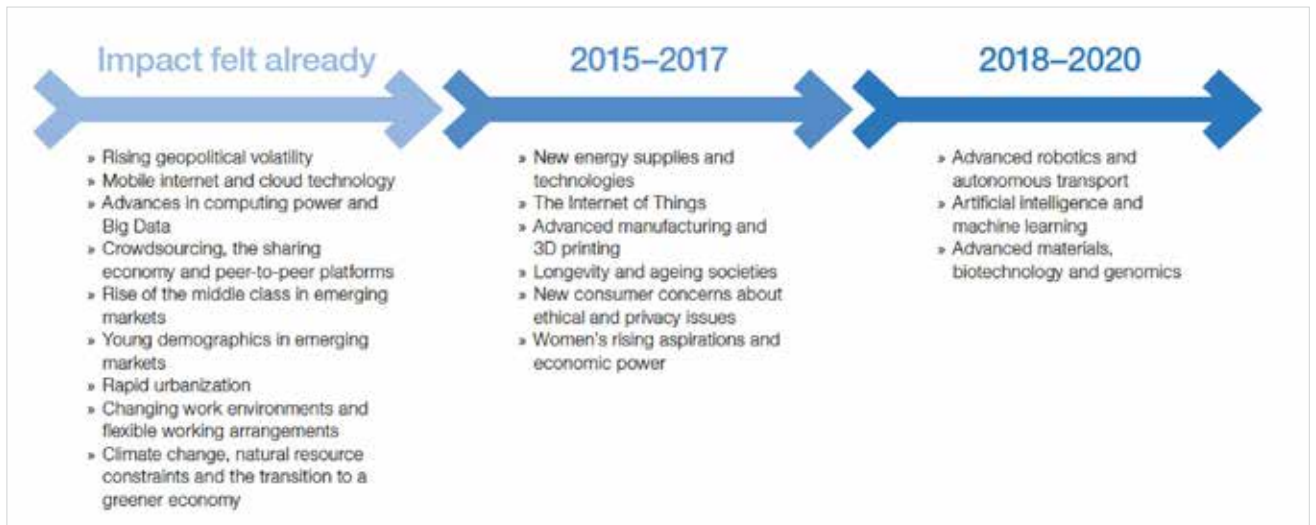 Impact felt already
» Rising geopolitical volatility
» Mobile internet and cloud technology
» Advances in computing power and
Big Data
» Crowdsourcing, the sharing
economy and peer-to-peer platforms
» Rise of the middle class in emerging
markets
» Young demographics in emerging
markets
» Rapid urbanization
» Changing work environments and
flexible working arrangements
» Climate change, natural resource
constraints and the transition to a
greener economy
2015–2017
» New energy supplies and
technologies
» The Internet of Things
» Advanced manufacturing and
3D printing
» Longevity and ageing societies
» New consumer concerns about
ethical and privacy issues
» Women's rising aspirations and
economic power
2018–2020
» Advanced robotics and
autonomous transport
» Artificial intelligence and
machine learning
» Advanced materials,
biotechnology and genomics